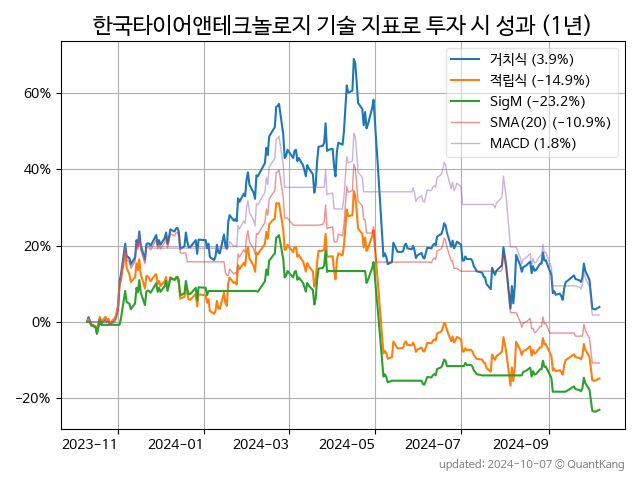 한국타이어앤테크놀로지 기술 지표로 투자 시 성과 (1년)
거치식 (3.9%)
적립식 (−14.9%)
SigM (−23.2%)
SMA(20) (−10.9%)
MACD (1.8%)
60%
40%
20%
0%
−20%
2023−11
2024−01
2024−03
2024−05
2024−07
2024−09
updated: 2024−10−07 © QuantKang